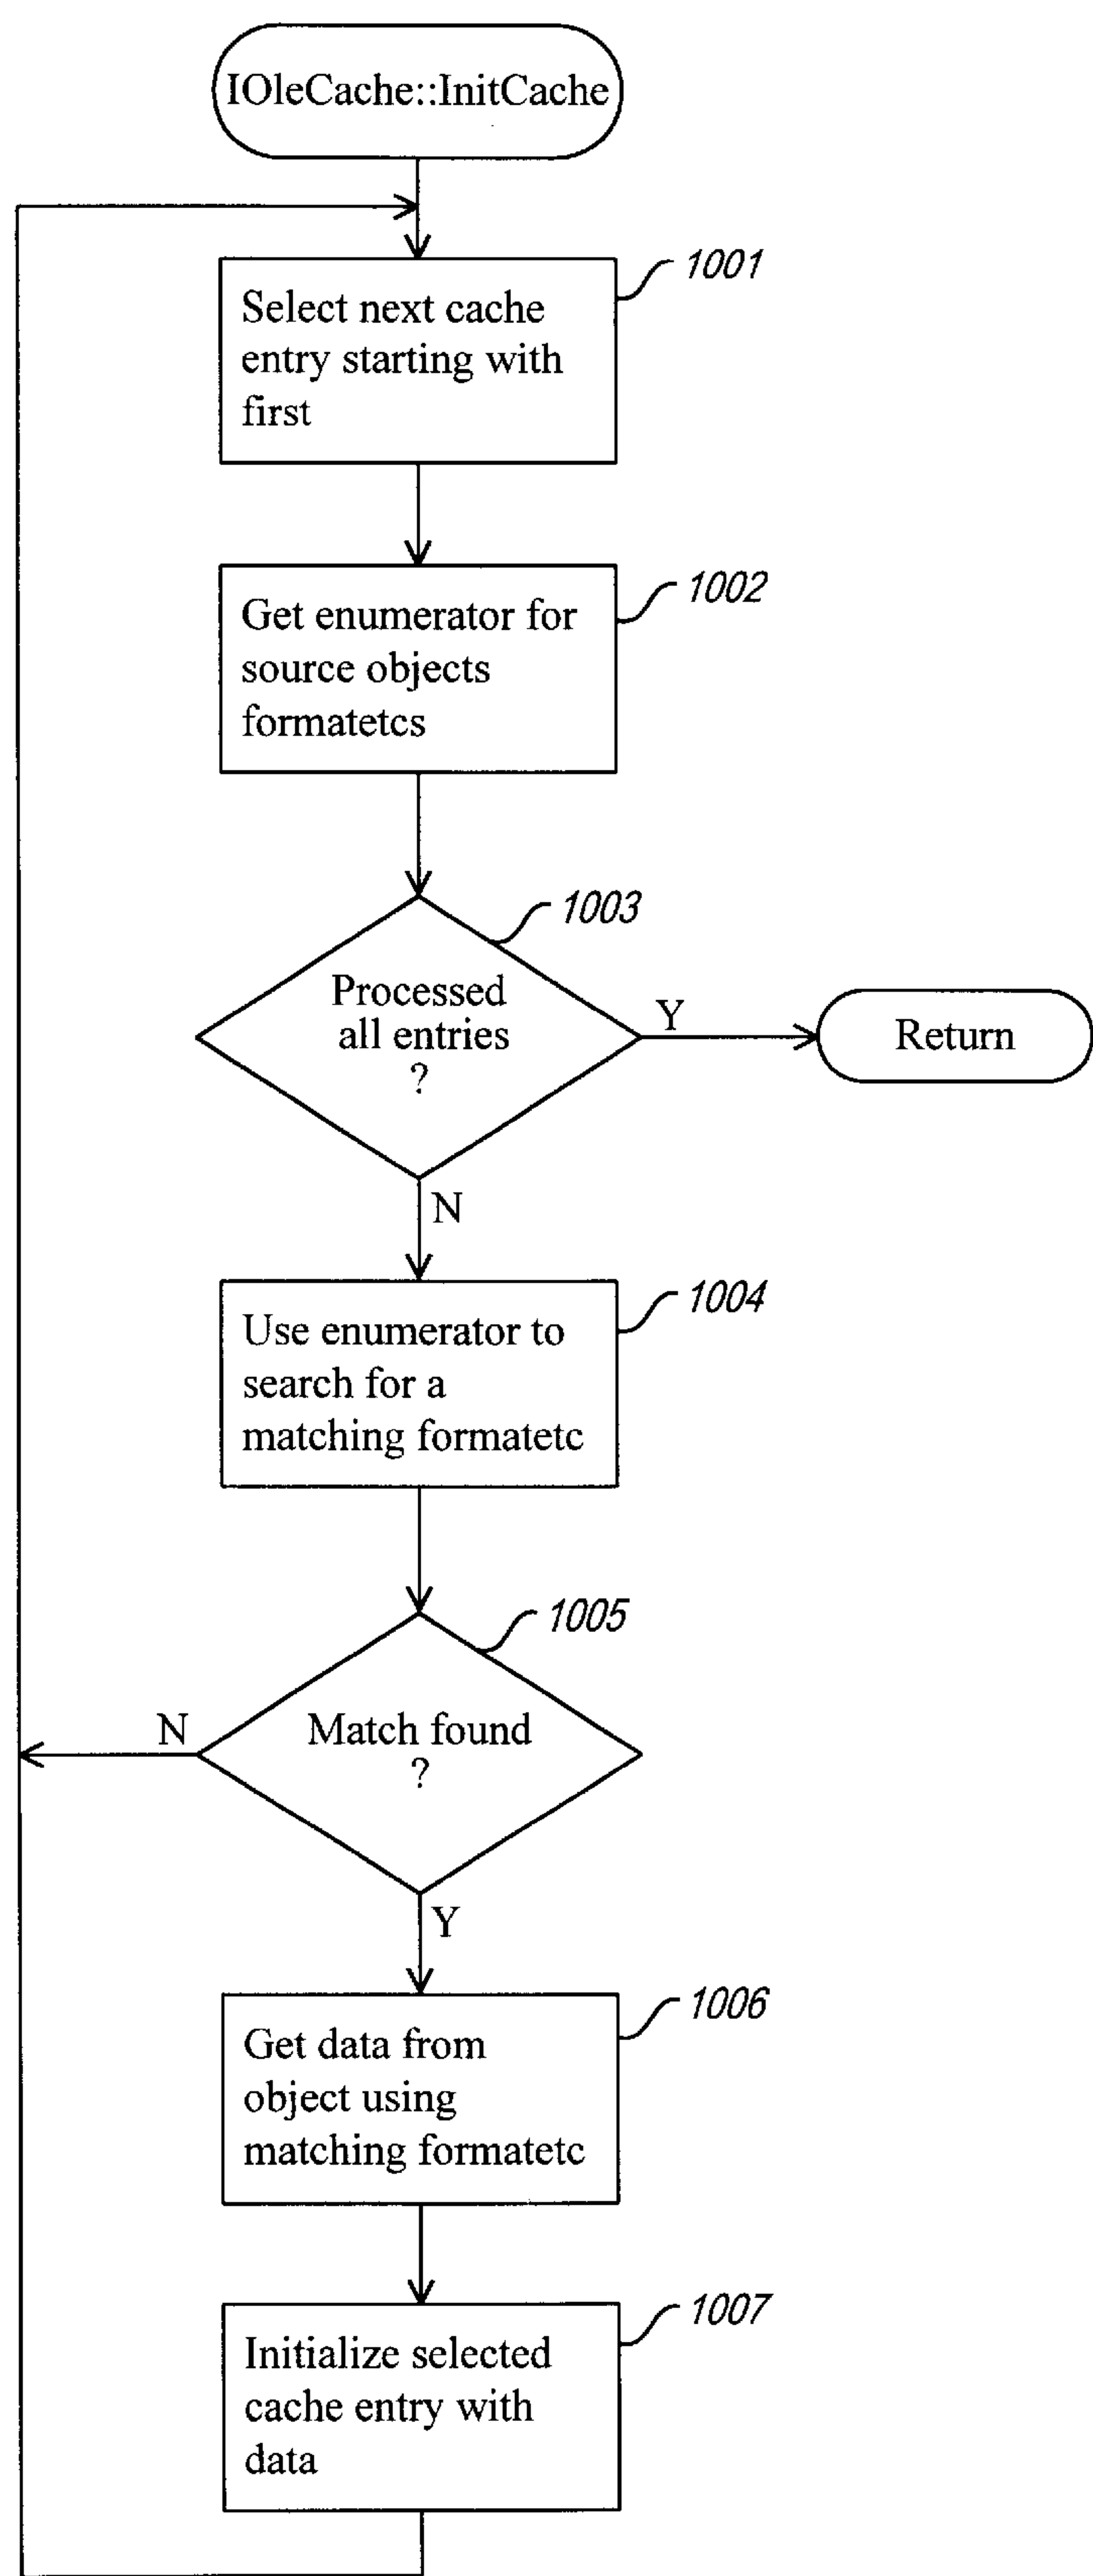 IOleCache::InitCache
1001
Select next cache
entry starting with
first
1002
Get enumerator for
source objects
formatetcs
1003
Processed
all entries
?
Y
Return
N
1004
Use enumerator to
search for a
matching formatetc
1005
N
Match found
?
Y
1006
Get data from
object using
matching formatetc
1007
Initialize selected
cache entry with
data